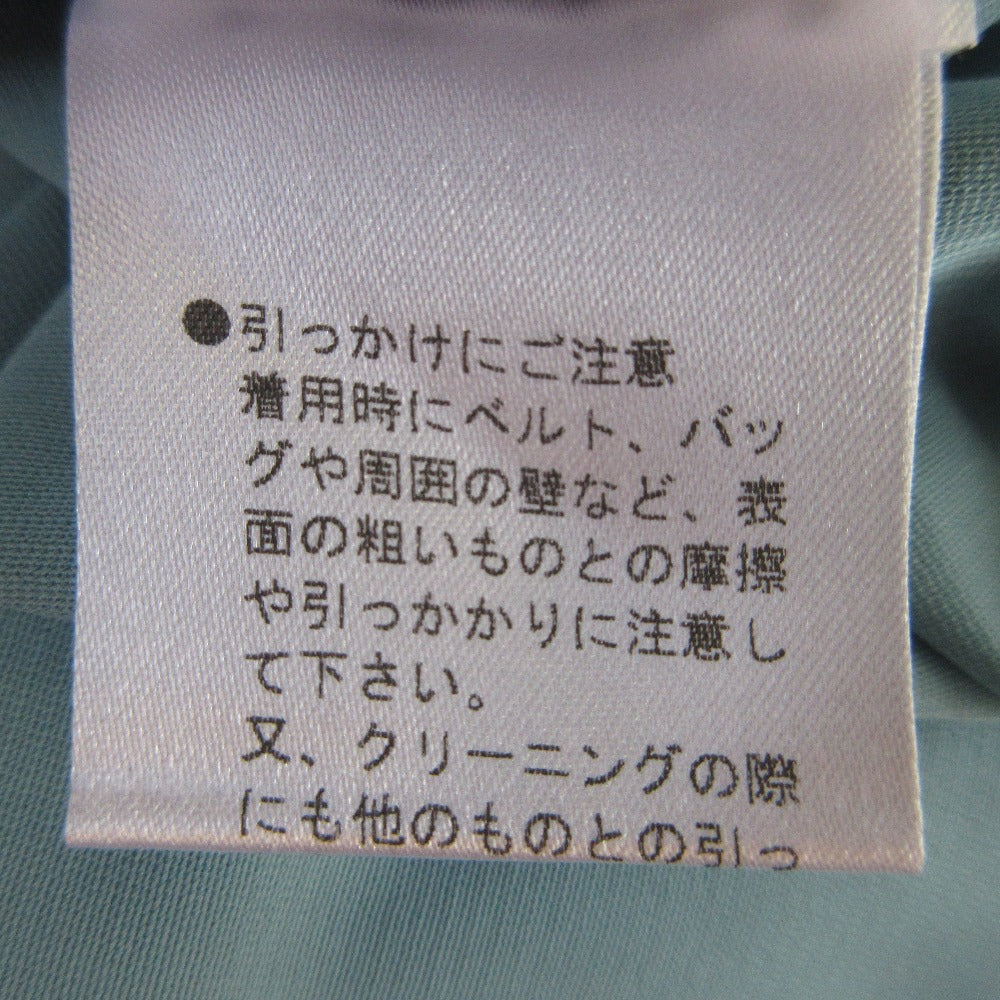 ●引っかけにご注意
着用時にベルト、バッ
グや周囲の壁など、表
面の粗いものとの摩擦
や引っかかりに注意し
て下さい。
又、クリーニングの際
にも他のものとの引っ